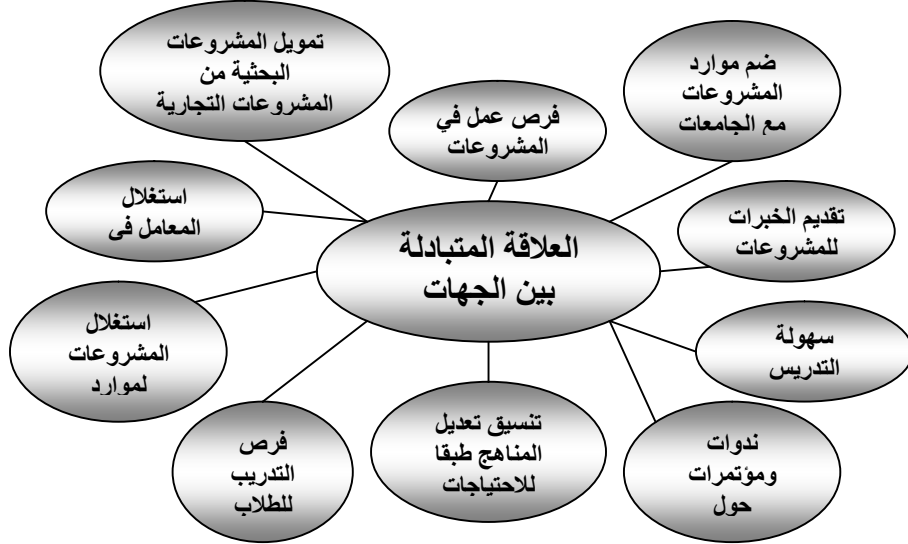 تمويل المشروعات
البحثية من
المشروعات التجارية
ضم موارد
المشروعات
مع الجامعات
فرص عمل في
المشروعات
استغلال
المعامل فى
العلاقة المتبادلة
بين الجهات
تقديم الخبرات
للمشروعات
استغلال
المشروعات
لموارد
سهولة
التدريس
فرص
التدريب
للطلاب
تنسيق تعديل
المناهج طبقا
للاحتياجات
ندوات
ومؤتمرات
حول